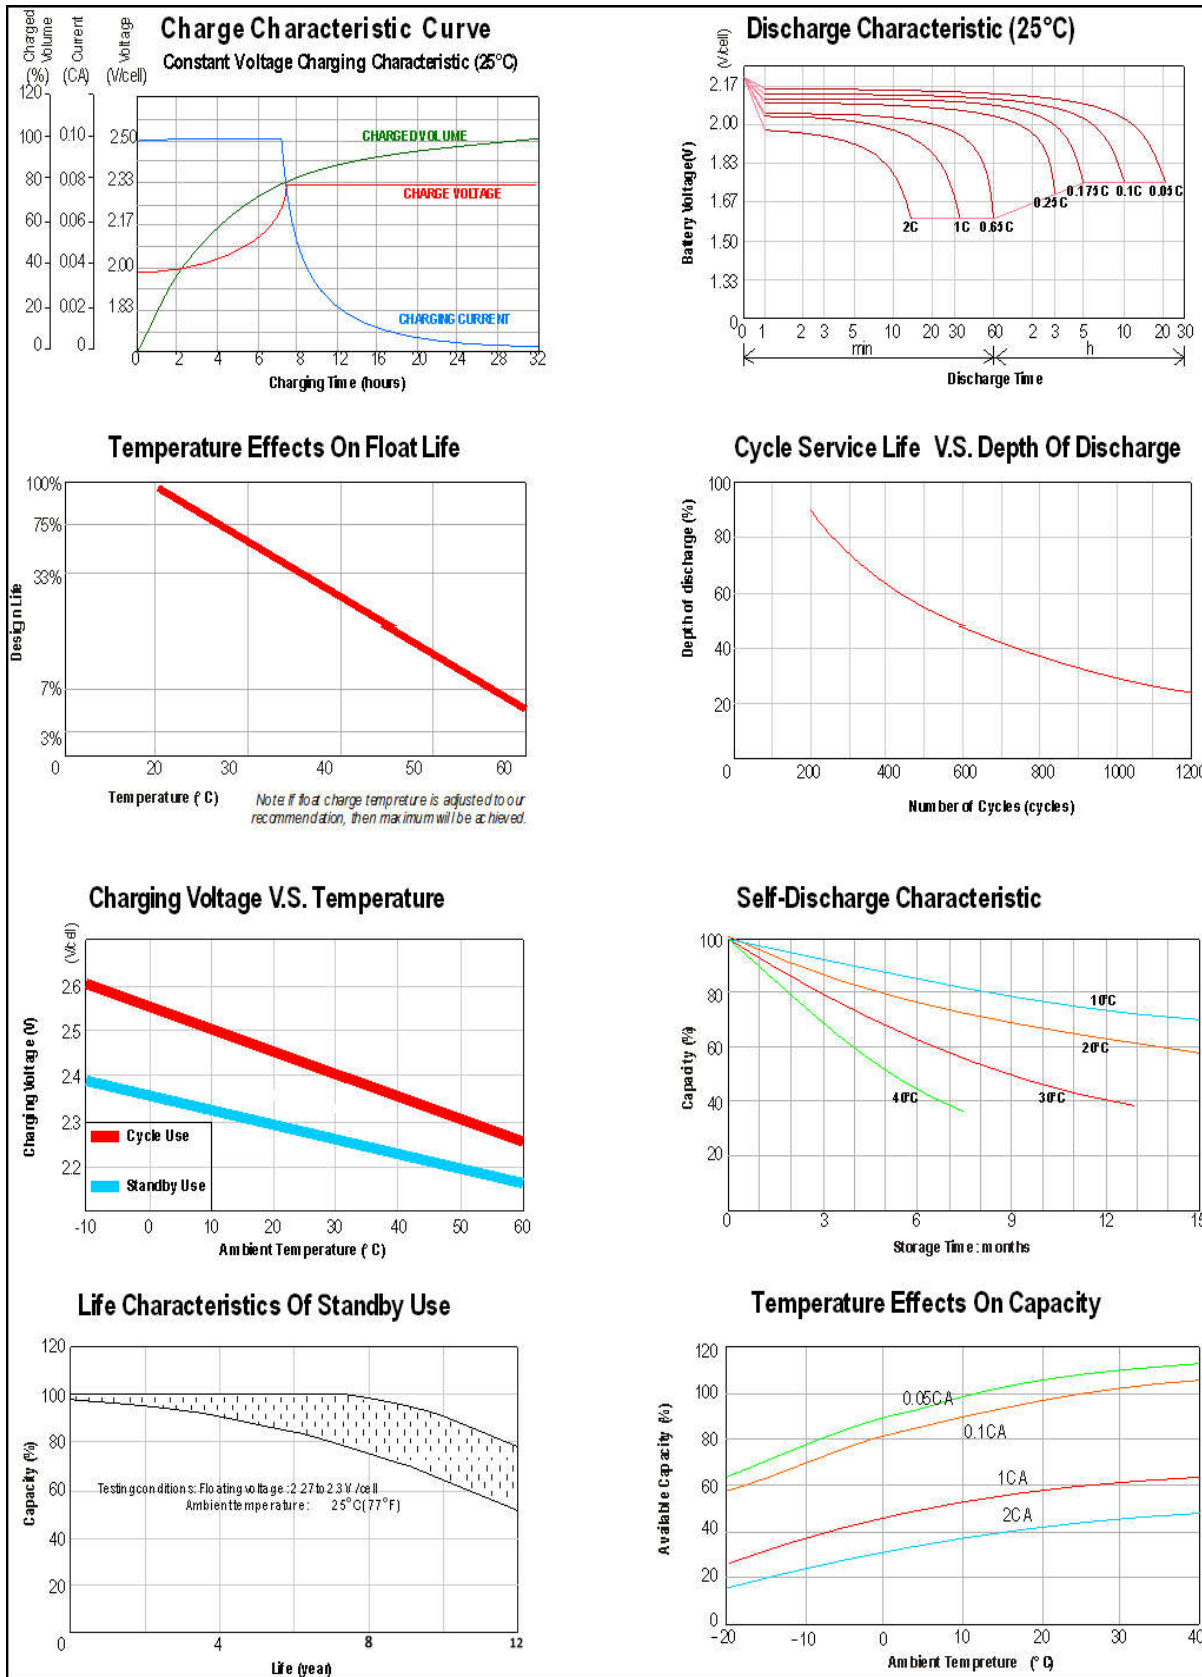 Charge Characteristic Curve
Constant Voltage Charging Characteristic (25°C)
Charged Volume
(%)
Current
(CA)
Voltage
(V/cell)
120
100
80
60
40
20
0
0.10
0.08
0.06
0.04
0.02
0
2.50
2.33
2.17
2.00
1.83
CHARGED VOLUME
CHARGE VOLTAGE
CHARGING CURRENT
0 2 4 6 8 12 16 20 24 28 32
Charging Time (hours)
Discharge Characteristic (25°C)
(V/cell)
Battery Voltage(V)
2.17
2.00
1.83
1.67
1.50
1.33
0
2C 1C 0.65C 0.25C 0.175C 0.1C 0.05C
0 1 2 3 5 10 20 30 60 2 3 5 10 20 30
min h
Discharge Time
Temperature Effects On Float Life
Design Life
100%
75%
33%
7%
3%
0 20 30 40 50 60
Temperature (°C)
Note: If float charge tempreture is adjusted to our
recommendation, then maximum will be achieved.
Cycle Service Life V.S. Depth Of Discharge
Depth of discharge (%)
100
80
60
40
20
0 200 400 600 800 1000 1200
Number of Cycles (cycles)
Charging Voltage V.S. Temperature
(V/cell)
Charging Voltage (V)
2.6
2.5
2.4
2.3
2.2
Cycle Use
Standby Use
-10 0 10 20 30 40 50 60
Ambient Temperature (°C)
Self-Discharge Characteristic
Capacity (%)
100
80
60
40
20
10°C
20°C
30°C
40°C
0 3 6 9 12 15
Storage Time: months
Life Characteristics Of Standby Use
Capacity (%)
120
100
80
60
40
20
0
Testing conditions: Floating voltage :2.27 to 2.3V /cell
Ambient temperature : 25°C(77°F)
4 8 12
Life (year)
Temperature Effects On Capacity
Available Capacity (%)
120
100
80
60
40
20
0
0.05CA
0.1CA
1CA
2CA
−20 −10 0 10 20 30 40
Ambient Tempreture (°C)